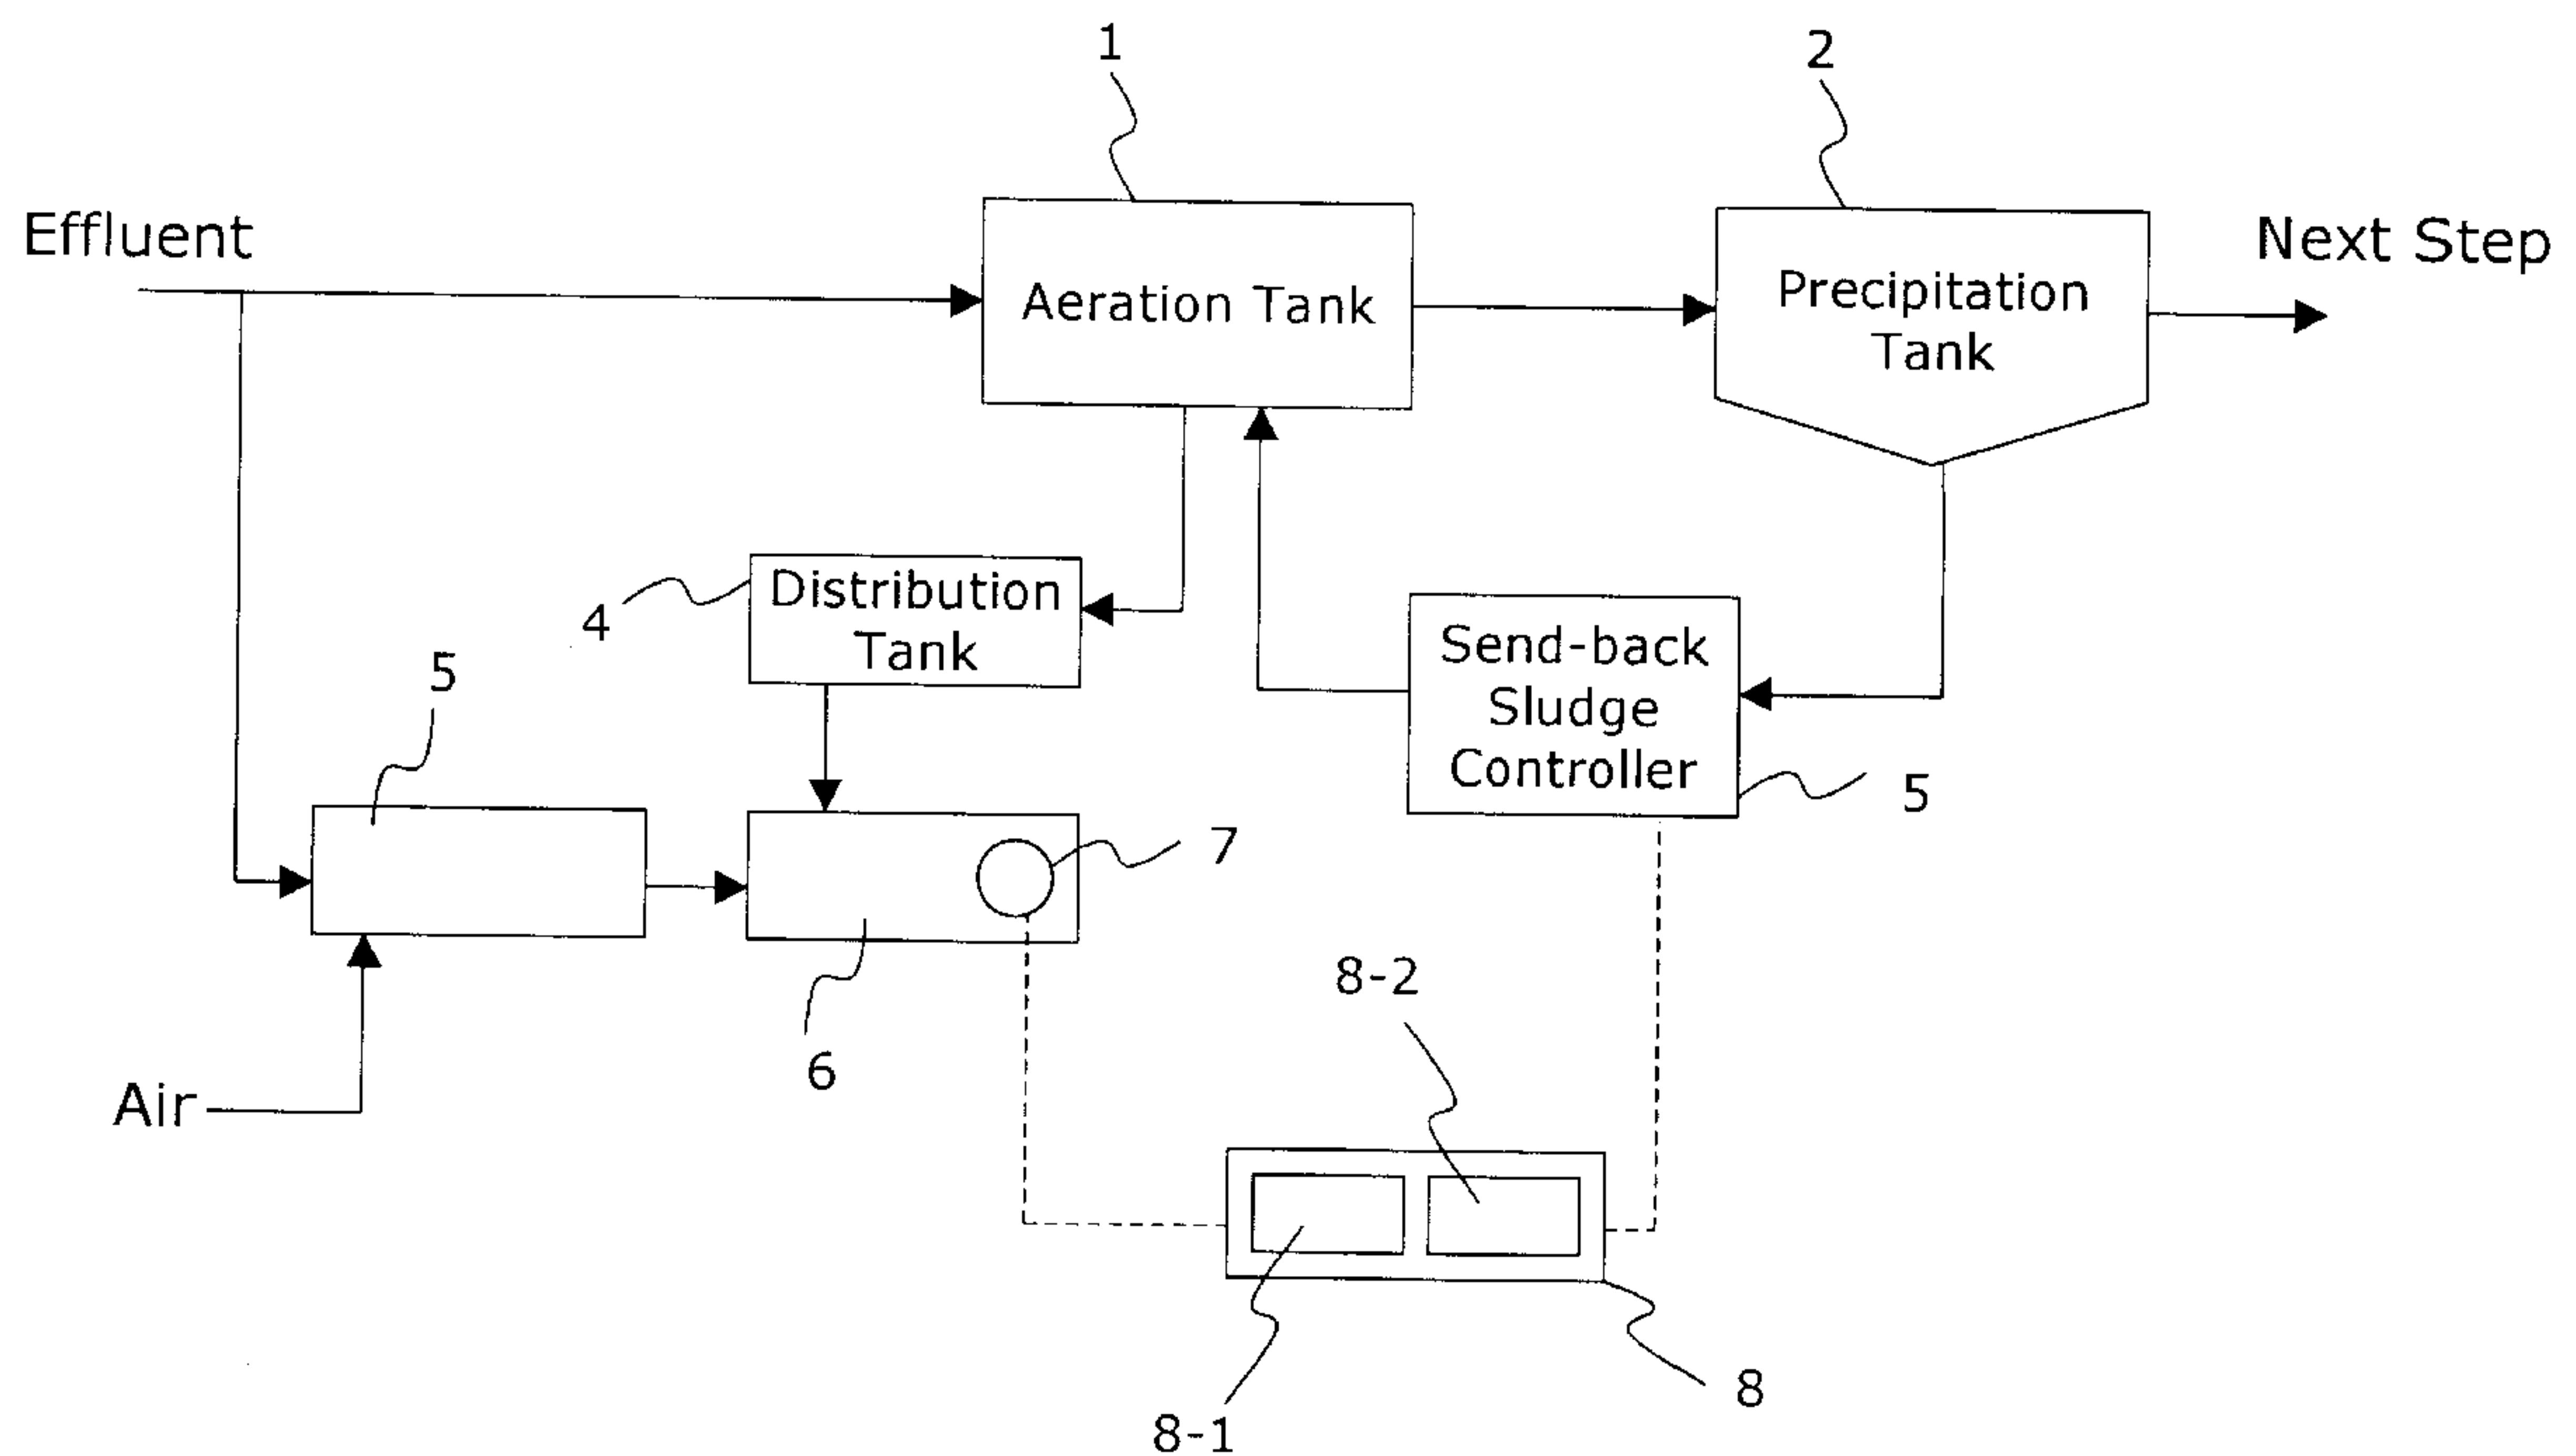 1
2
Effluent
Aeration Tank
Precipitation
Tank
Next Step
4
Distribution
Tank
5
Send-back
Sludge
Controller
5
7
6
8-2
Air
8-1
8